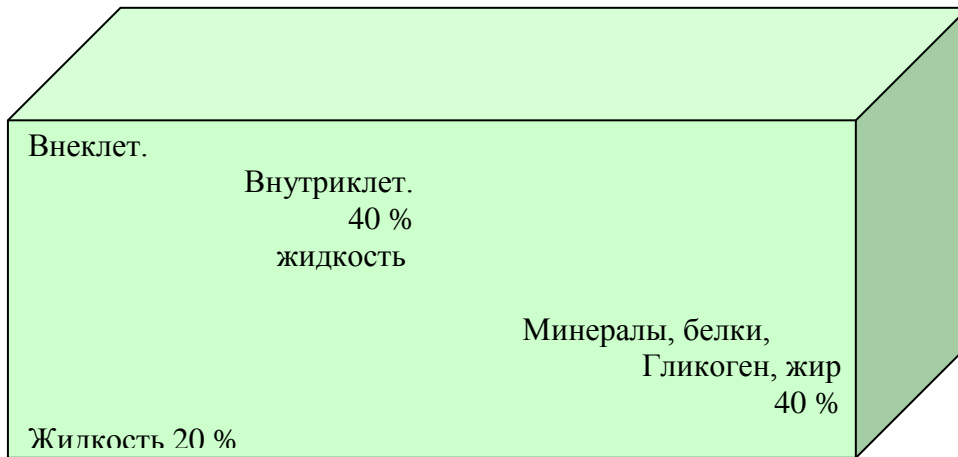 Внеклет.
Внутриклет.
40 %
жидкость
Минералы, белки,
Гликоген, жир
40 %
Жидкость 20 %